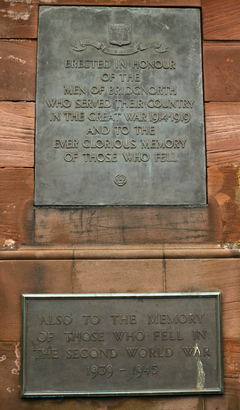 ERECTED IN HONOUR
OF THE
MEN OF BRIDGNORTH
WHO SERVED THEIR COUNTRY
IN THE GREAT WAR 1914-1919
AND TO THE
EVER GLORIOUS MEMORY
OF THOSE WHO FELL
ALSO TO THE MEMORY
OF THOSE WHO FELL IN
THE SECOND WORLD WAR
1939 - 1945